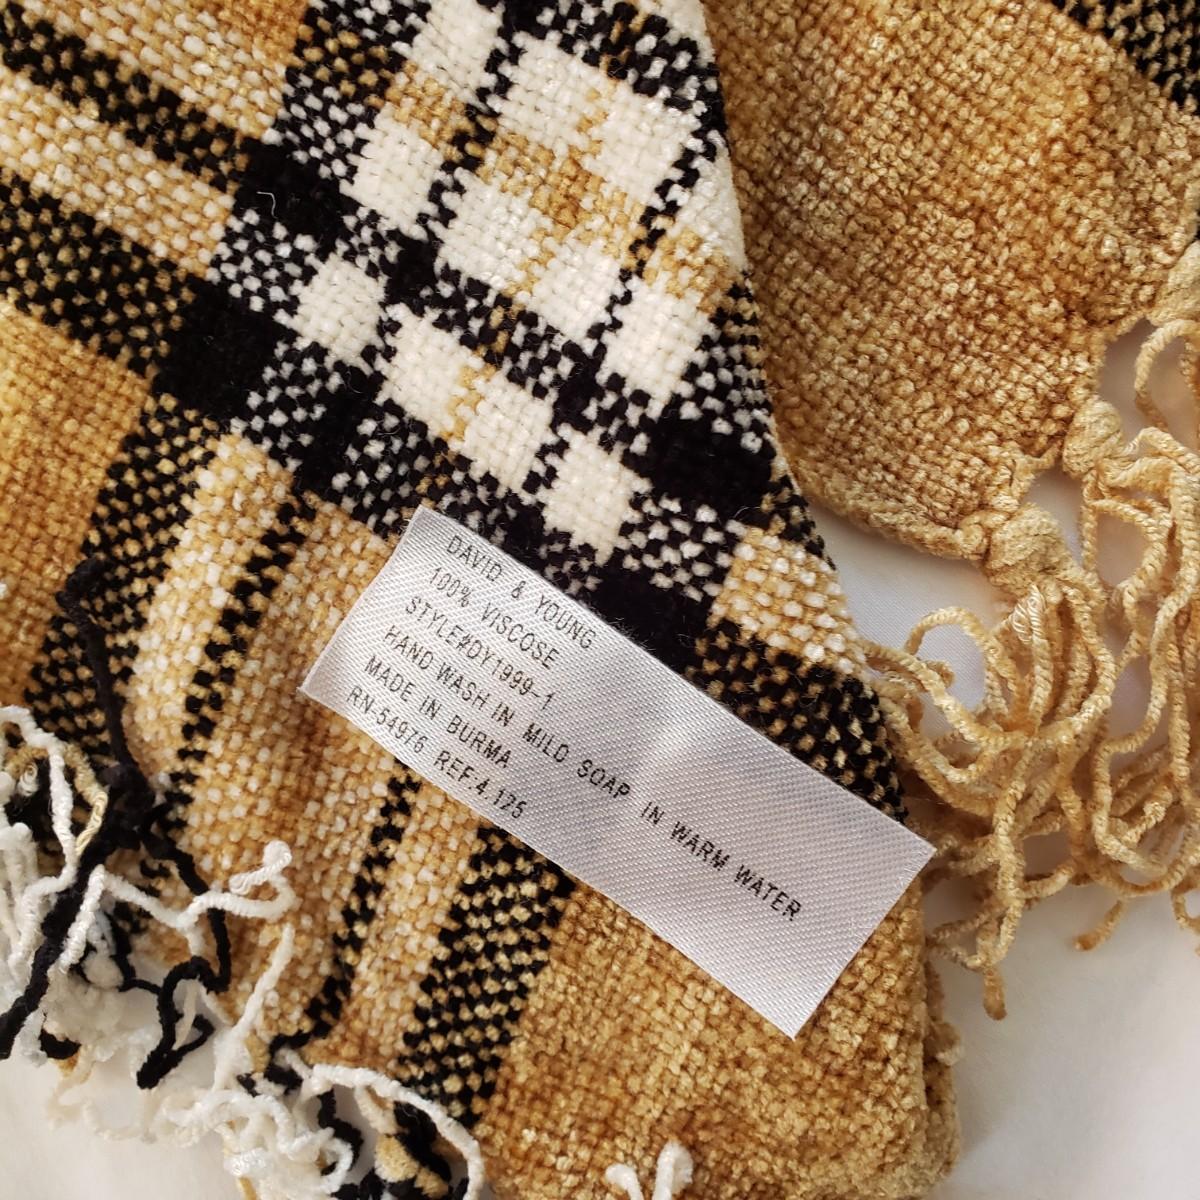 DAVID & YOUNG
100% VISCOSE
STYLE#DY1999-1
HAND WASH IN MILD SOAP IN WARM WATER
MADE IN BURMA
RN-54976 REF.4.125